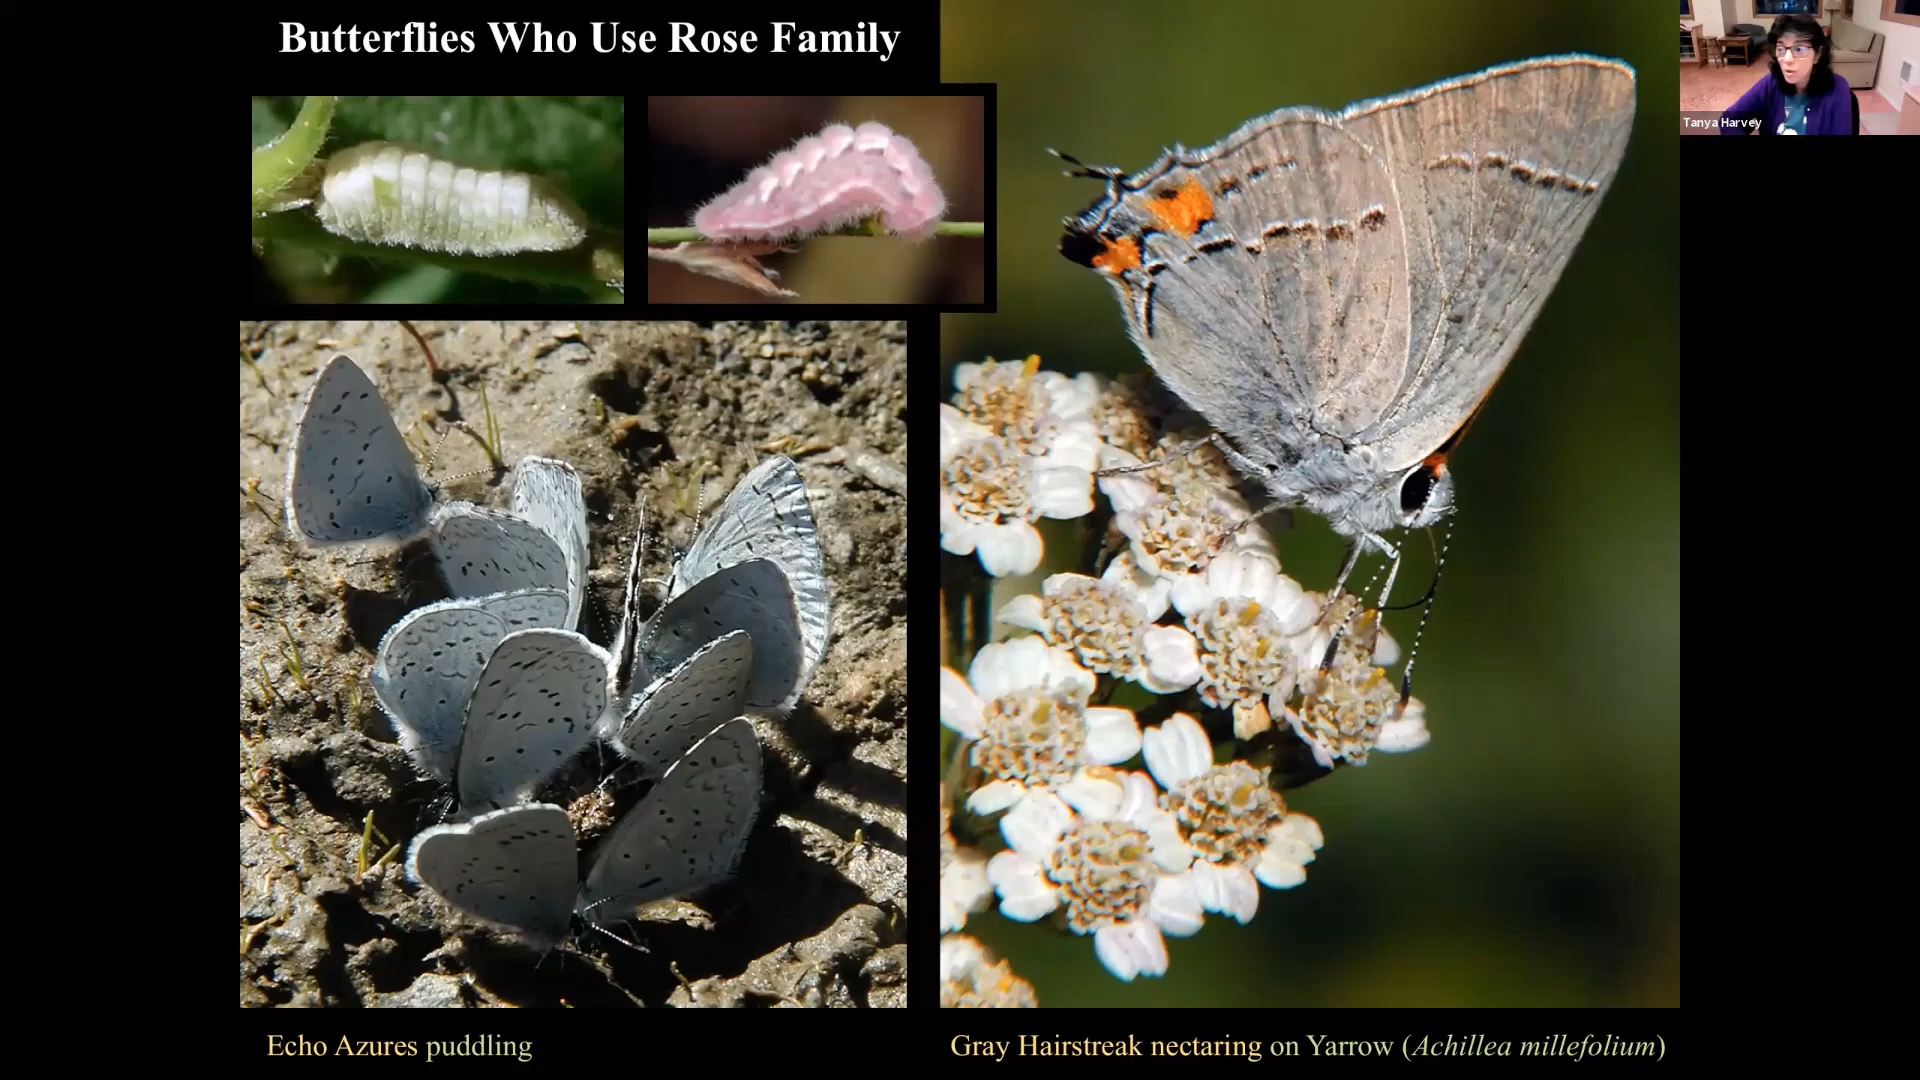 Butterflies Who Use Rose Family
Tanya Harvey
Echo Azures puddling
Gray Hairstreak nectaring on Yarrow (Achillea millefolium)